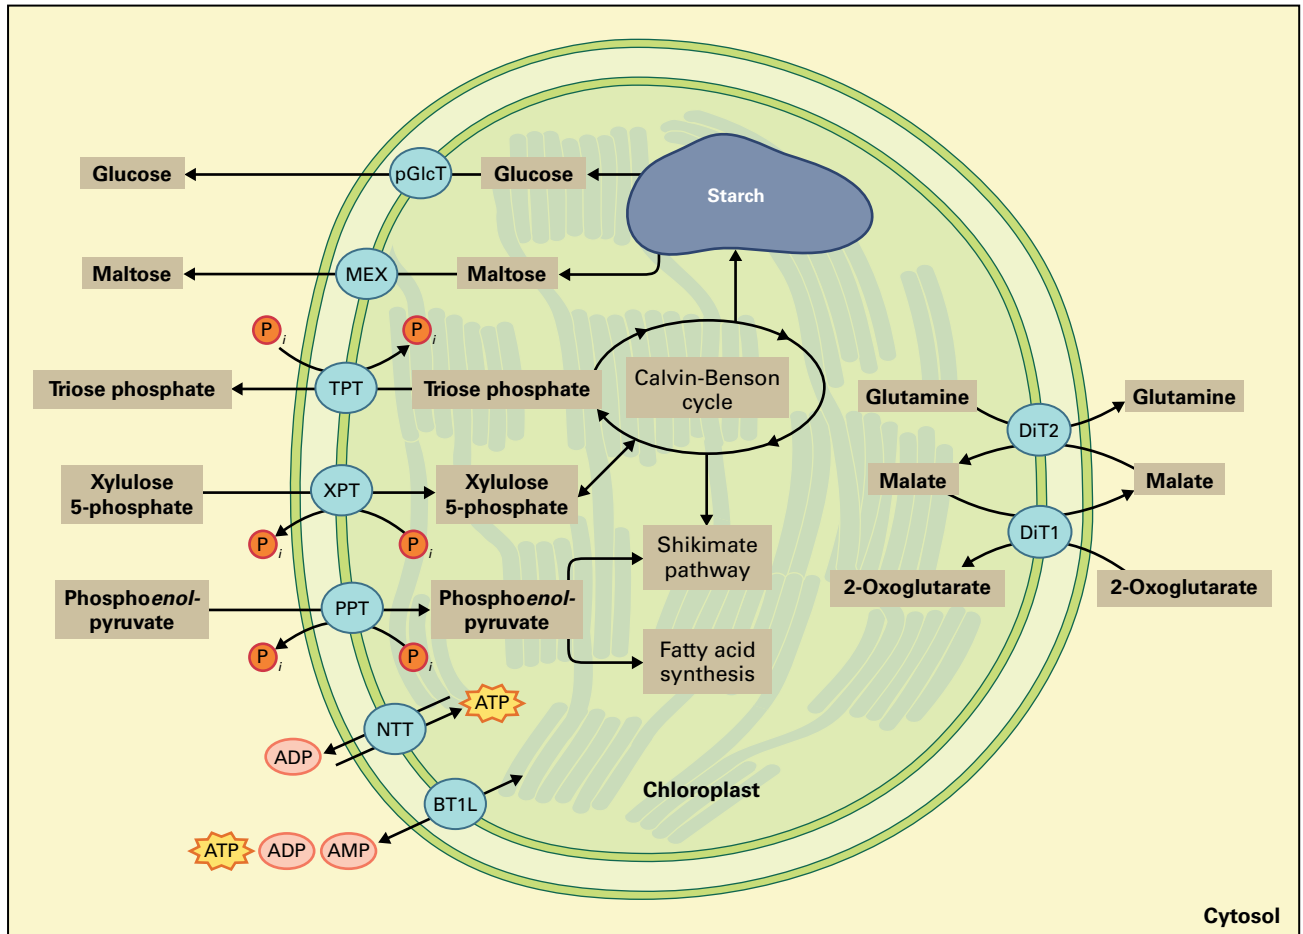 Glucose
pGlcT
Glucose
Starch
Maltose
MEX
Maltose
P i
P i
Triose phosphate
TPT
Triose phosphate
Calvin-Benson
cycle
Glutamine
Glutamine
DiT2
Malate
Malate
DiT1
2-Oxoglutarate
2-Oxoglutarate
Xylulose
5-phosphate
XPT
Xylulose
5-phosphate
P i
P i
Shikimate
pathway
Phosphoenol-
pyruvate
PPT
Phosphoenol-
pyruvate
P i
P i
Fatty acid
synthesis
ATP
NTT
ADP
BT1L
Chloroplast
ATP
ADP
AMP
Cytosol